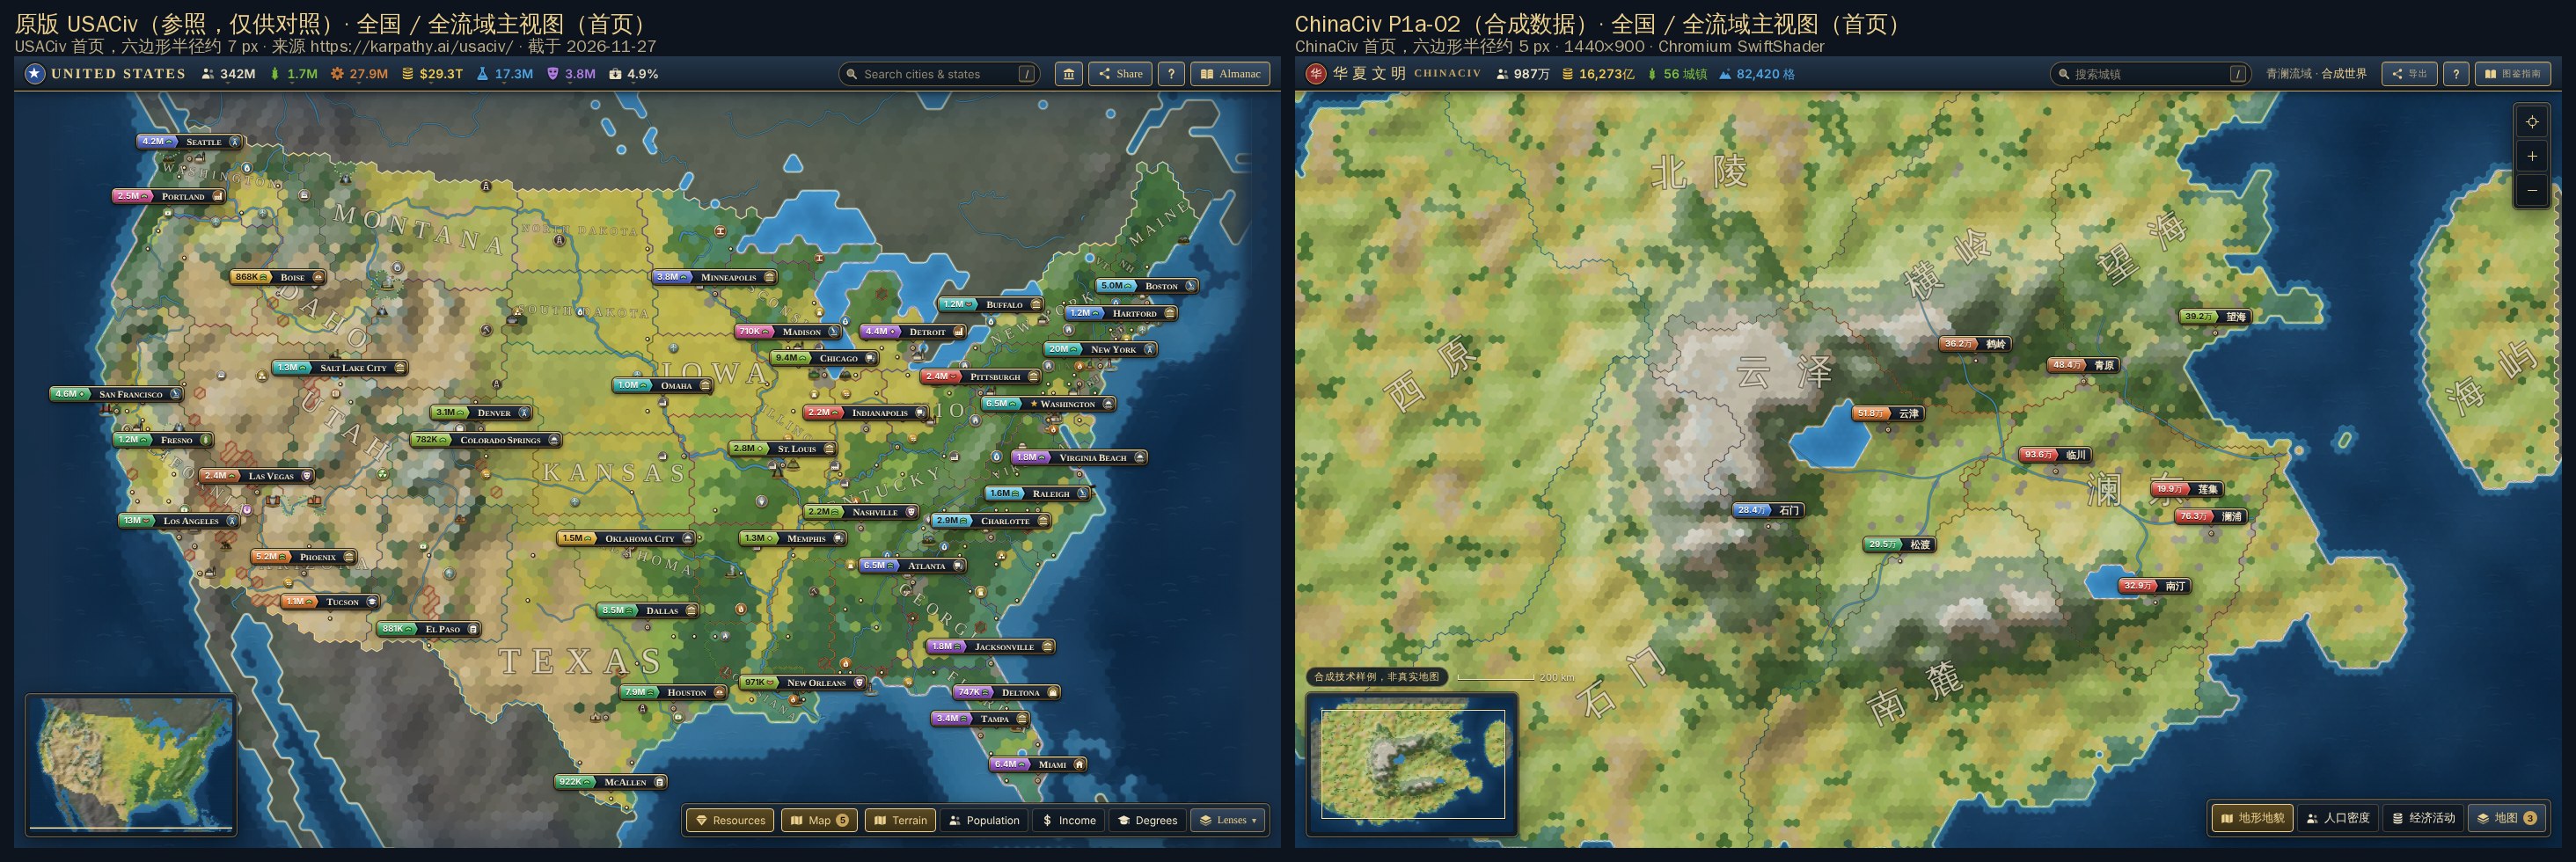 原版 USACiv（参照，仅供对照）· 全国 / 全流域主视图（首页）
USACiv 首页，六边形半径约 7 px · 来源 https://karpathy.ai/usaciv/ · 截于 2026-11-27
UNITED STATES 342M 1.7M 27.9M $29.3T 17.3M 3.8M 4.9%
Search cities & states /
Share ? Almanac
4.2M SEATTLE
WASHINGTON
2.5M PORTLAND
MONTANA
NORTH DAKOTA
MAINE
VT NH
868K BOISE
IDAHO
3.8M MINNEAPOLIS
5.0M BOSTON
1.2M BUFFALO
1.2M HARTFORD
SOUTH DAKOTA
NEW YORK
710K MADISON
4.4M DETROIT
20M NEW YORK
9.4M CHICAGO
1.3M SALT LAKE CITY
IOWA
2.4M PITTSBURGH
1.0M OMAHA
4.6M SAN FRANCISCO
6.5M ★ WASHINGTON
3.1M DENVER
2.2M INDIANAPOLIS
UTAH
1.2M FRESNO
782K COLORADO SPRINGS
2.8M ST. LOUIS
1.8M VIRGINIA BEACH
2.4M LAS VEGAS
KANSAS
1.6M RALEIGH
2.2M NASHVILLE
13M LOS ANGELES
2.9M CHARLOTTE
1.5M OKLAHOMA CITY
1.3M MEMPHIS
5.2M PHOENIX
6.5M ATLANTA
1.1M TUCSON
8.5M DALLAS
881K EL PASO
1.8M JACKSONVILLE
TEXAS
971K NEW ORLEANS
7.9M HOUSTON
747K DELTONA
3.4M TAMPA
6.4M MIAMI
922K MCALLEN
Resources Map 5 Terrain Population $ Income Degrees Lenses
ChinaCiv P1a-02（合成数据）· 全国 / 全流域主视图（首页）
ChinaCiv 首页，六边形半径约 5 px · 1440×900 · Chromium SwiftShader
华 华夏文明 CHINACIV 987万 16,273亿 56 城镇 82,420 格
搜索城镇 /
青澜流域 · 合成世界
导出 ? 图鉴指南
+
−
北陵
横岭
望海
39.2万 望海
36.2万 鹤岭
48.4万 青原
西原
云泽
海屿
51.8万 云津
93.6万 临川
澜
19.9万 莲集
28.4万 石门
76.3万 澜浦
29.5万 松渡
32.9万 南汀
石门
南麓
合成技术样例，非真实地图
200 km
地形地貌 人口密度 经济活动 地图 3